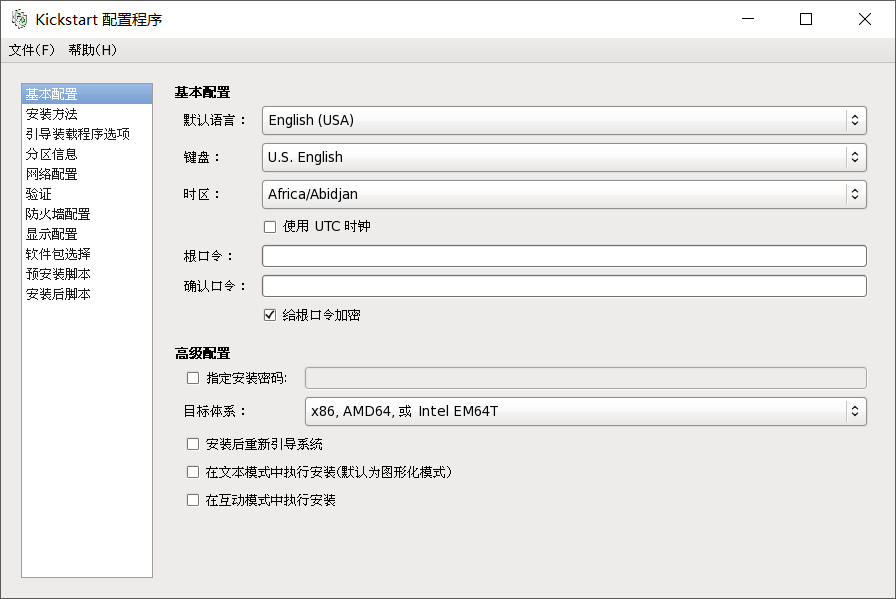 Kickstart 配置程序
文件(F) 帮助(H)
基本配置
安装方法
引导装载程序选项
分区信息
网络配置
验证
防火墙配置
显示配置
软件包选择
预安装脚本
安装后脚本
基本配置
默认语言： English (USA)
键盘： U.S. English
时区： Africa/Abidjan
使用 UTC 时钟
根口令：
确认口令：
给根口令加密
高级配置
指定安装密码:
目标体系： x86, AMD64, 或 Intel EM64T
安装后重新引导系统
在文本模式中执行安装(默认为图形化模式)
在互动模式中执行安装